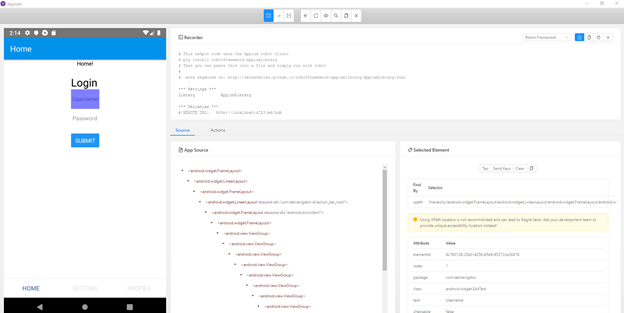 Appium
2:14
Home
Home!
Login
Username
Password
SUBMIT
HOME
SETTING
PROFILE
Recorder
Robot Framework
# This sample code uses the Appium robot client
# pip install robotframework-appiumlibrary
# Then you can paste this into a file and simply run with robot
#
# more keywords on: http://serhatbolsu.github.io/robotframework-appiumlibrary/AppiumLibrary.html
*** Settings ***
Library AppiumLibrary
*** Variables ***
${REMOTE_URL} http://localhost:4723/wd/hub
Source
Actions
App Source
<android.widget.FrameLayout>
<android.widget.LinearLayout>
<android.widget.FrameLayout>
<android.widget.LinearLayout resource-id="com.testnavigator.id/action_bar_root">
<android.widget.FrameLayout resource-id="android:id/content">
<android.widget.FrameLayout>
<android.view.ViewGroup>
<android.view.ViewGroup>
<android.view.ViewGroup>
<android.view.ViewGroup>
<android.view.ViewGroup>
<android.view.ViewGroup>
<android.view.ViewGroup>
<android.view.ViewGroup>
Selected Element
Tap
Send Keys
Clear
Find By
Selector
xpath
/hierarchy/android.widget.FrameLayout/android.widget.LinearLayout/android.widget.FrameLayout/android.w
Using XPath locators is not recommended and can lead to fragile tests. Ask your development team to
provide unique accessibility locators instead!
Attribute Value
elementId
index
package com.testnavigator
class android.widget.EditText
text Username
checkable false